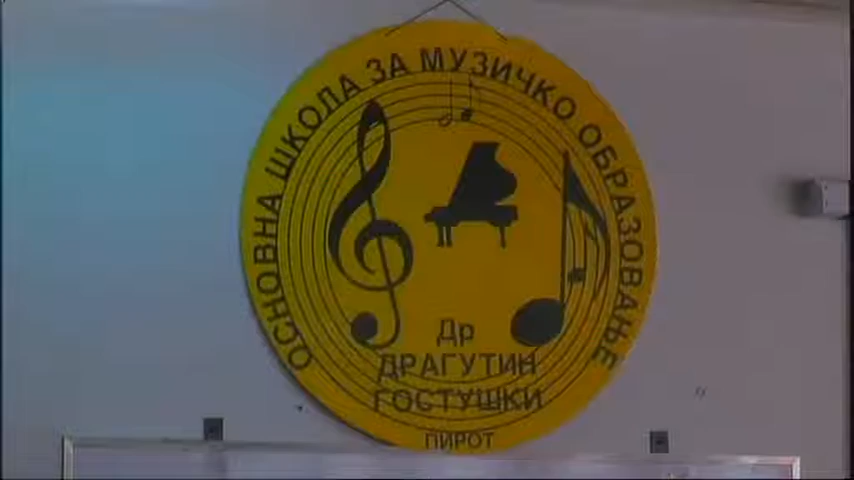 ОСНОВНА ШКОЛА ЗА МУЗИЧКО ОБРАЗОВАЊЕ
Др
ДРАГУТИН
ГОСТУШКИ
ПИРОТ